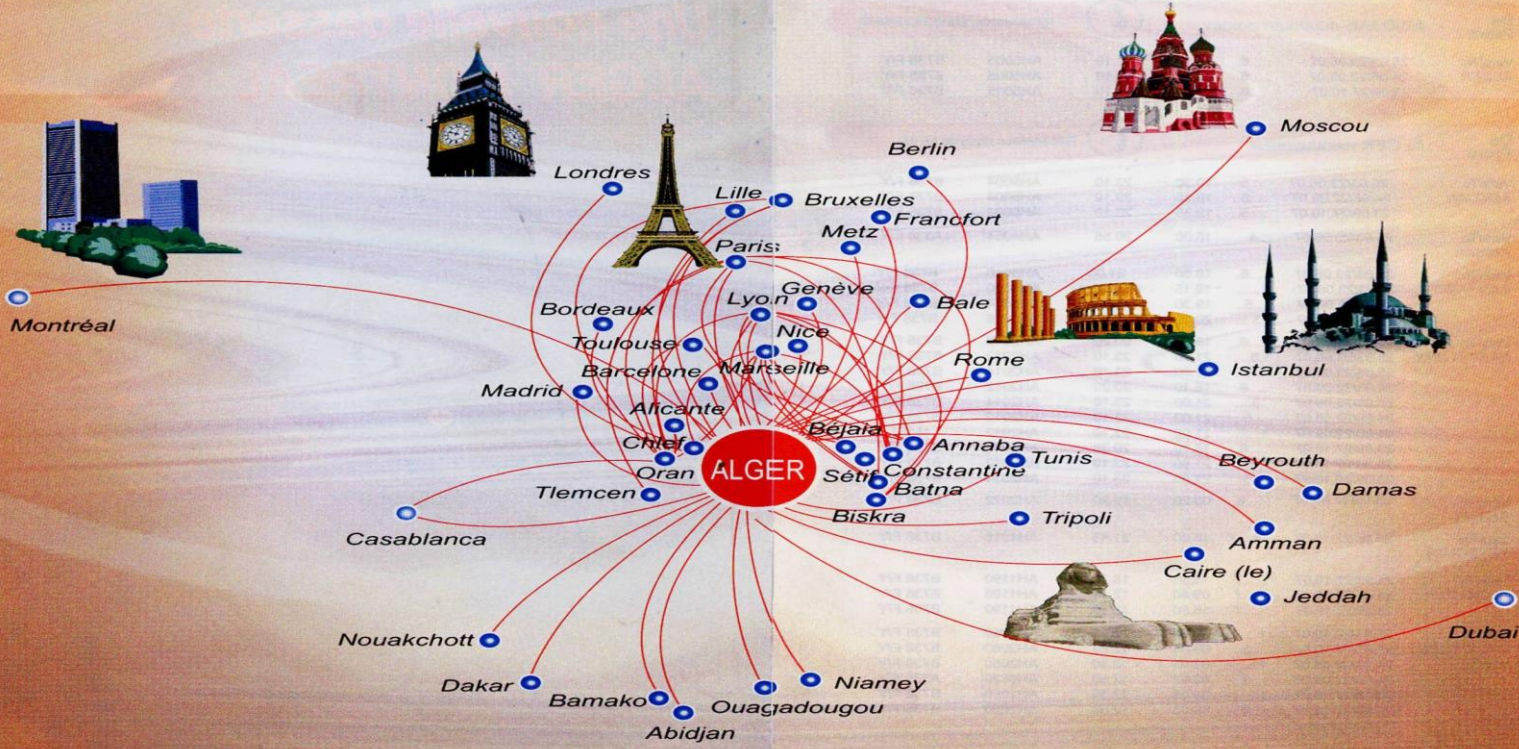 Moscou
Berlin
Londres
Lille
Bruxelles
Francfort
Metz
Paris
Genève
Lyon
Bale
Montréal
Bordeaux
Nice
Toulouse
Rome
Istanbul
Barcelone
Marseille
Madrid
Alicante
Béjaia
Chlef
Annaba
Tunis
Beyrouth
Oran
ALGER
Sétif
Constantine
Tlemcen
Batna
Damas
Biskra
Tripoli
Casablanca
Amman
Caire (le)
Jeddah
Nouakchott
Dubai
Dakar
Niamey
Bamako
Ouagadougou
Abidjan